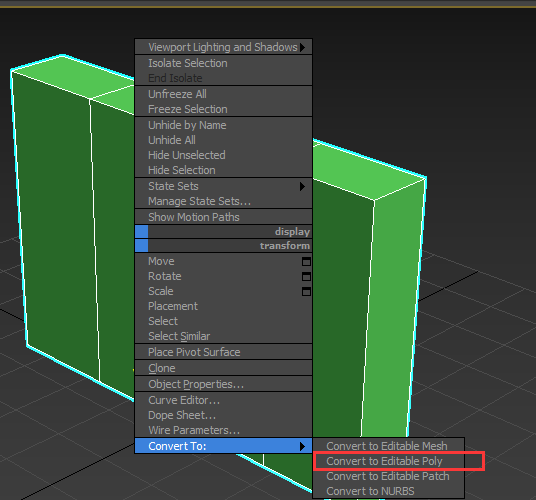 Viewport Lighting and Shadows
Isolate Selection
End Isolate
Unfreeze All
Freeze Selection
Unhide by Name
Unhide All
Hide Unselected
Hide Selection
State Sets
Manage State Sets...
Show Motion Paths
display
transform
Move
Rotate
Scale
Placement
Select
Select Similar
Place Pivot Surface
Clone
Object Properties...
Curve Editor...
Dope Sheet...
Wire Parameters...
Convert To:
Convert to Editable Mesh
Convert to Editable Poly
Convert to Editable Patch
Convert to NURBS